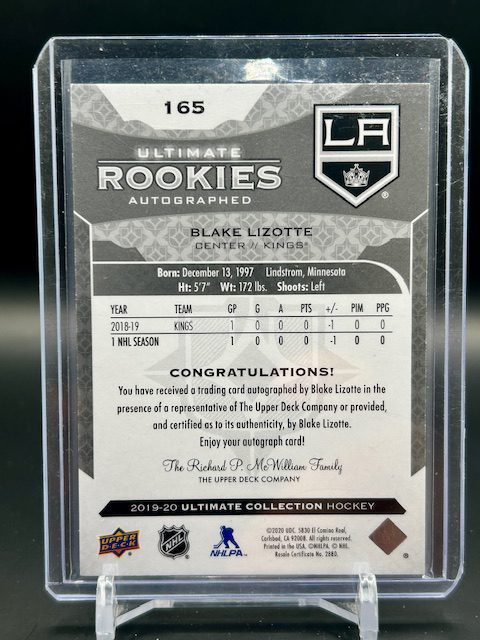 165
LA
®
ULTIMATE
ROOKIES
AUTOGRAPHED
BLAKE LIZOTTE
CENTER // KINGS®
Born: December 13, 1997 Lindstrom, Minnesota
Ht: 5'7" Wt: 172 lbs. Shoots: Left
YEAR TEAM GP G A PTS +/- PIM PPG
2018-19 KINGS 1 0 0 0 -1 0 0
1 NHL SEASON 1 0 0 0 -1 0 0
CONGRATULATIONS!
You have received a trading card autographed by Blake Lizotte in the
presence of a representative of The Upper Deck Company or provided,
and certified as to its authenticity, by Blake Lizotte.
Enjoy your autograph card!
The Richard P. McWilliam Family
THE UPPER DECK COMPANY
2019-20 ULTIMATE COLLECTION HOCKEY
UPPER DECK
NHL
NHLPA
©2020 UDC. 5830 El Camino Real,
Carlsbad, CA 92008. All rights reserved.
Printed in the USA. ©NHLPA. © NHL.
Resale Certificate No. 2880.
®